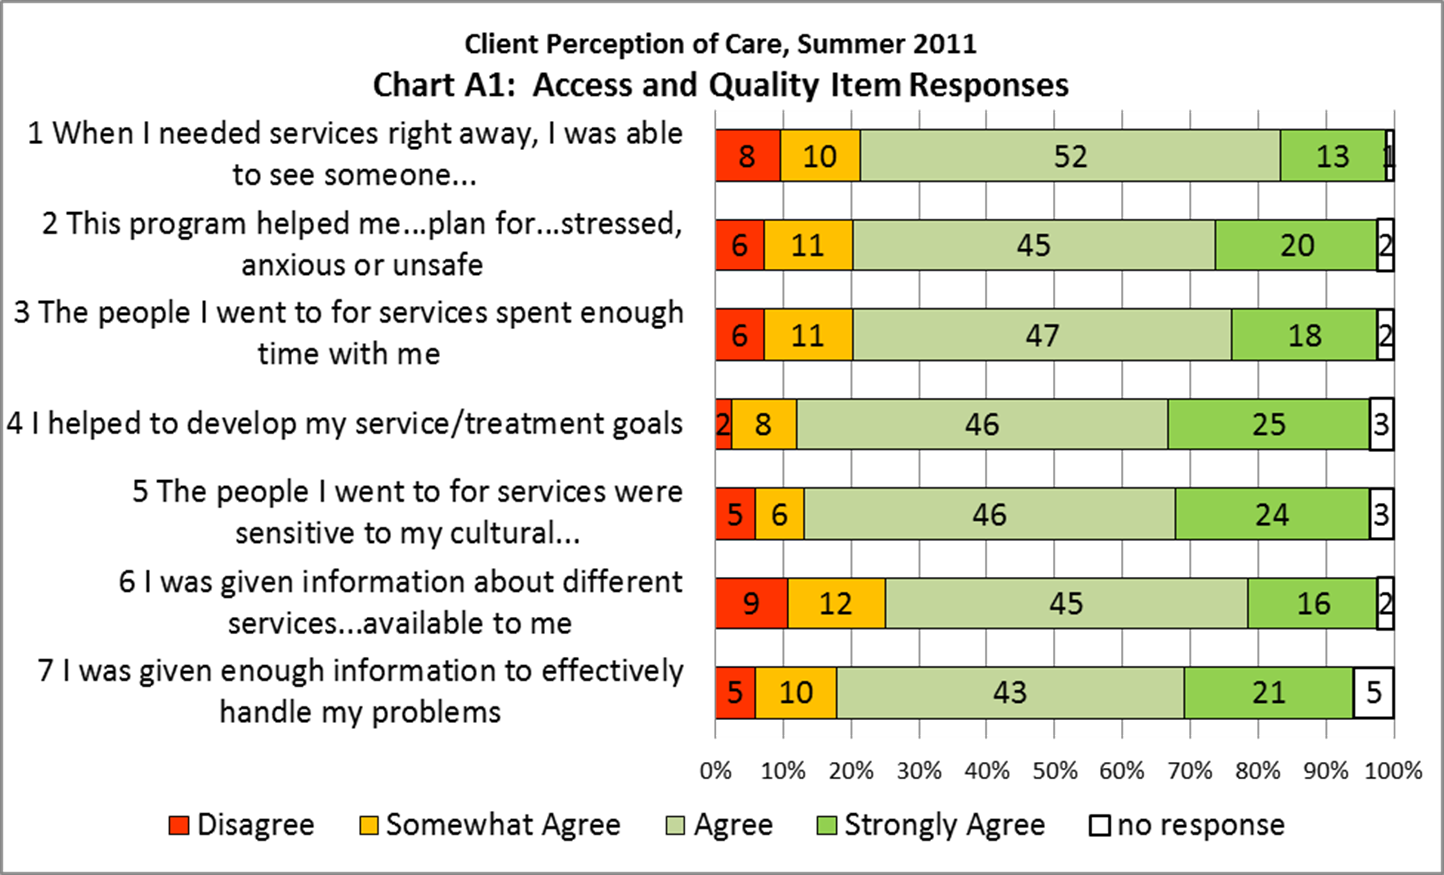 Client Perception of Care, Summer 2011
Chart A1:  Access and Quality Item Responses
1 When I needed services right away, I was able
to see someone...
8 10 52 13 1
2 This program helped me...plan for...stressed,
anxious or unsafe
6 11 45 20 2
3 The people I went to for services spent enough
time with me
6 11 47 18 2
4 I helped to develop my service/treatment goals
2 8 46 25 3
5 The people I went to for services were
sensitive to my cultural...
5 6 46 24 3
6 I was given information about different
services...available to me
9 12 45 16 2
7 I was given enough information to effectively
handle my problems
5 10 43 21 5
0% 10% 20% 30% 40% 50% 60% 70% 80% 90% 100%
Disagree Somewhat Agree Agree Strongly Agree no response